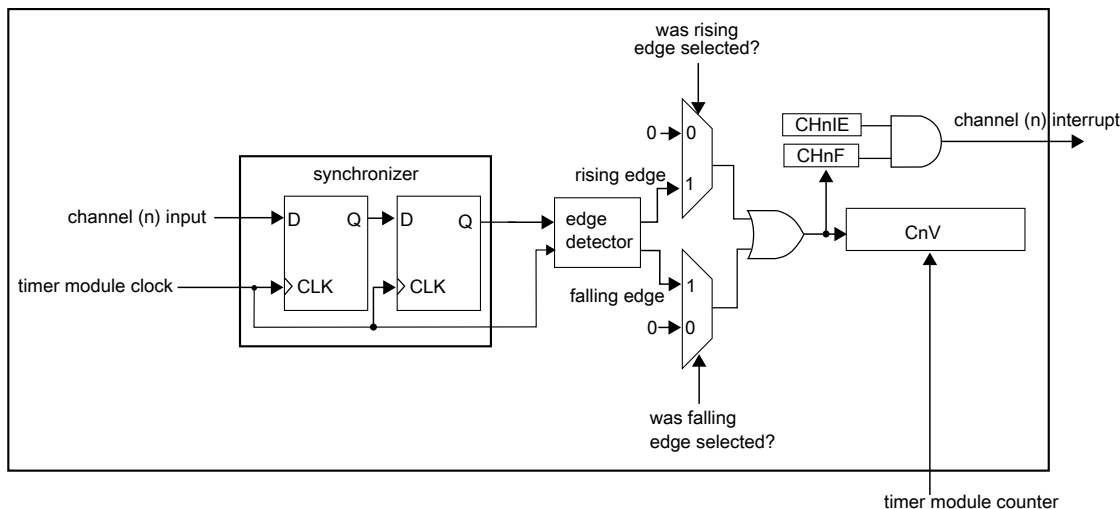 was rising
edge selected?
CHnIE
channel (n) interrupt
0
0
CHnF
synchronizer
rising edge
1
channel (n) input
D
Q
D
Q
edge
detector
CnV
timer module clock
CLK
CLK
1
falling edge
0
0
was falling
edge selected?
timer module counter